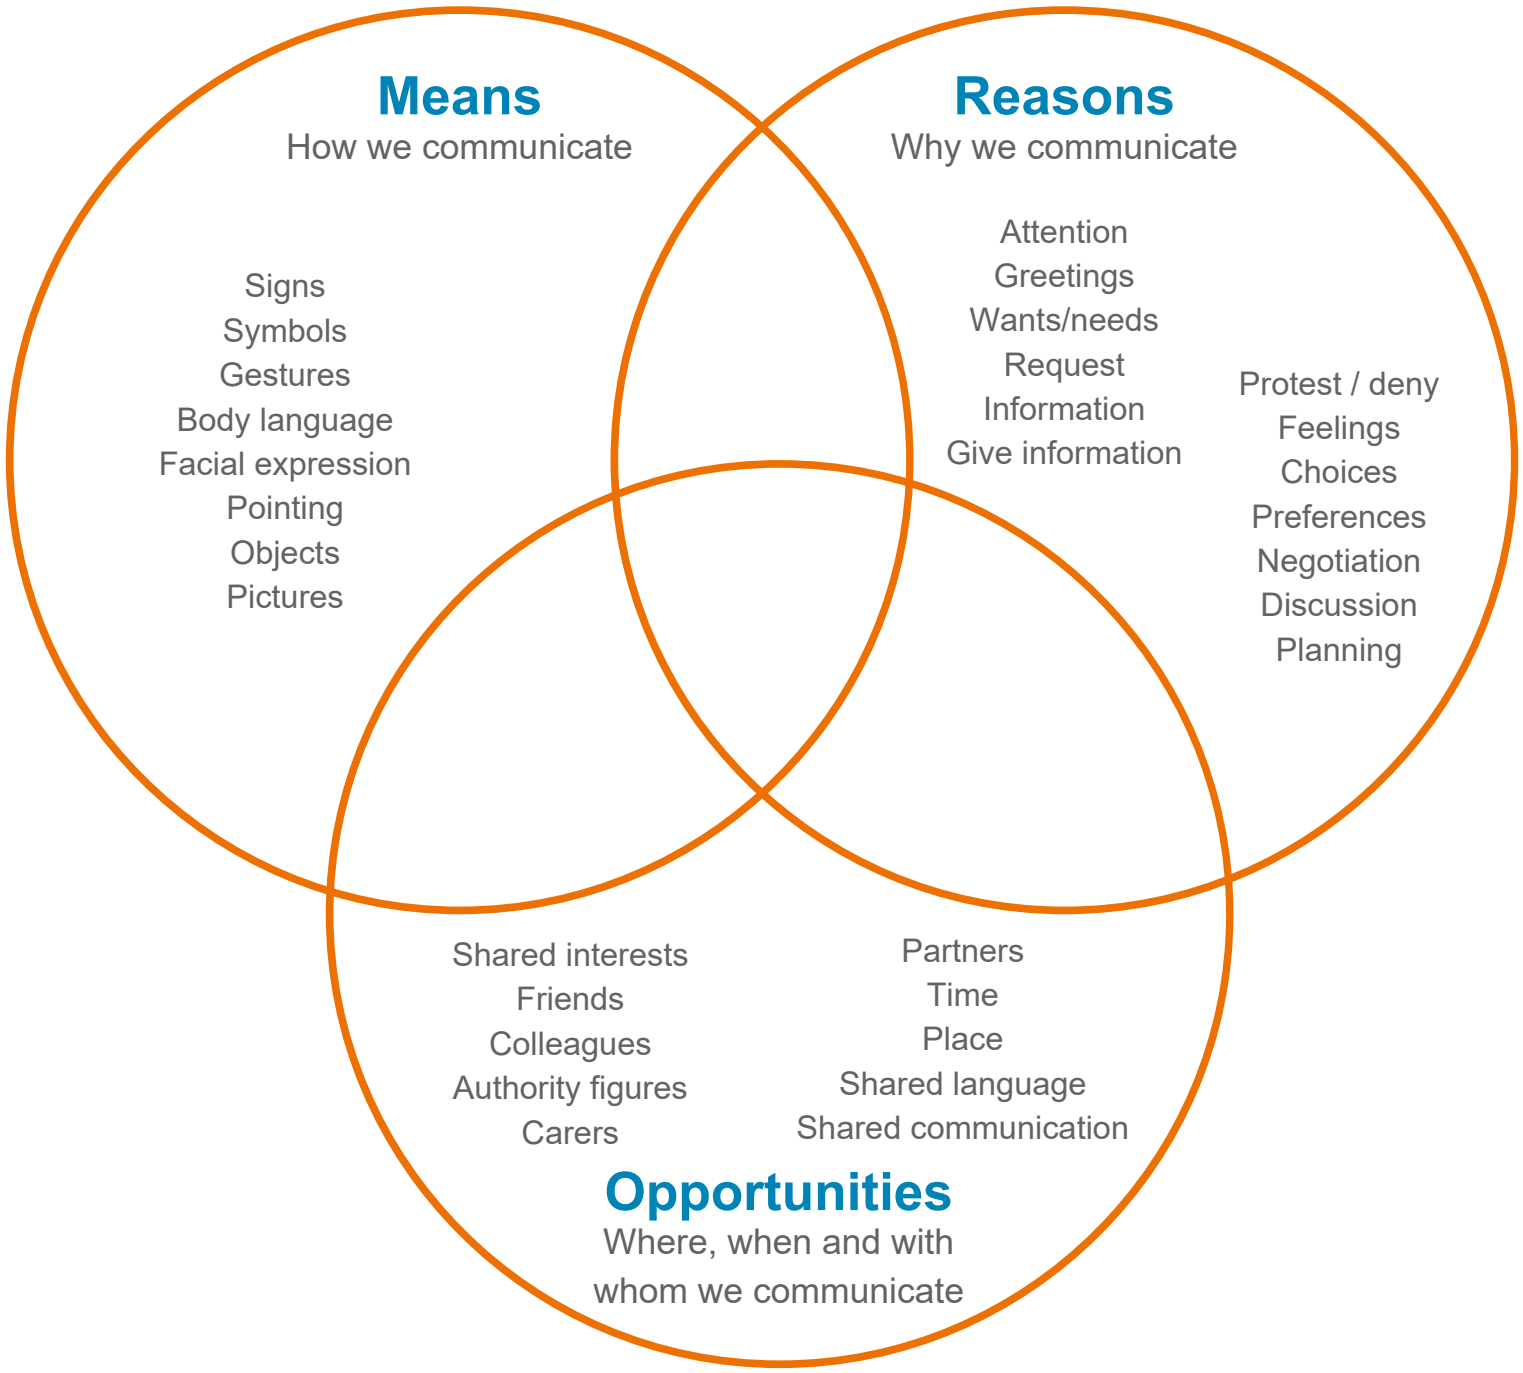 Means
How we communicate
Signs
Symbols
Gestures
Body language
Facial expression
Pointing
Objects
Pictures
Reasons
Why we communicate
Attention
Greetings
Wants/needs
Request
Information
Give information
Protest / deny
Feelings
Choices
Preferences
Negotiation
Discussion
Planning
Shared interests
Friends
Colleagues
Authority figures
Carers
Partners
Time
Place
Shared language
Shared communication
Opportunities
Where, when and with
whom we communicate